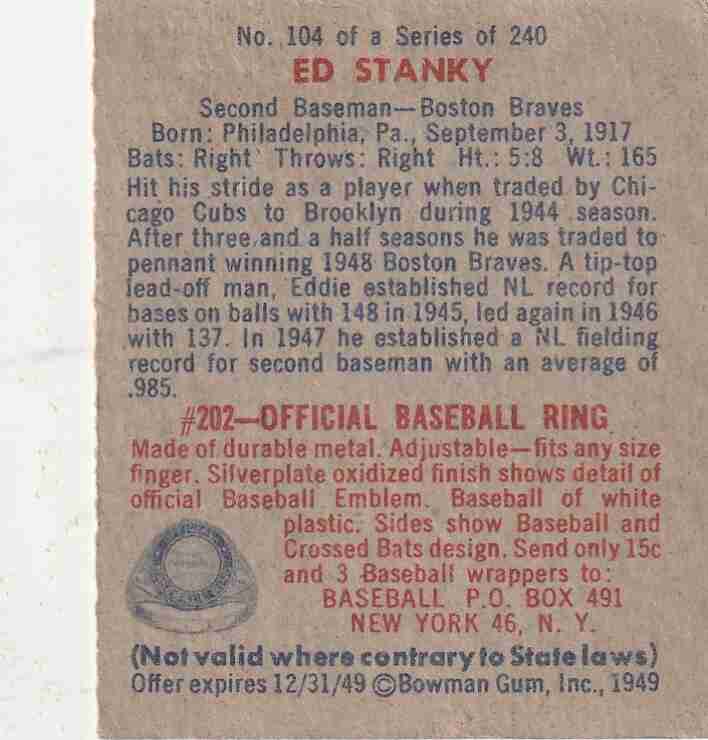 No. 104 of a Series of 240
ED STANKY
Second Baseman—Boston Braves
Born: Philadelphia, Pa., September 3, 1917
Bats: Right Throws: Right Ht.: 5:8 Wt.: 165
Hit his stride as a player when traded by Chi-
cago Cubs to Brooklyn during 1944 season.
After three and a half seasons he was traded to
pennant winning 1948 Boston Braves. A tip-top
lead-off man, Eddie established NL record for
bases on balls with 148 in 1945, led again in 1946
with 137. In 1947 he established a NL fielding
record for second baseman with an average of
.985.
#202—OFFICIAL BASEBALL RING
Made of durable metal. Adjustable—fits any size
finger. Silverplate oxidized finish shows detail of
official Baseball Emblem. Baseball of white
plastic. Sides show Baseball and
Crossed Bats design. Send only 15c
and 3 Baseball wrappers to:
BASEBALL P.O. BOX 491
NEW YORK 46, N. Y.
(Not valid where contrary to State laws)
Offer expires 12/31/49 ©Bowman Gum, Inc., 1949